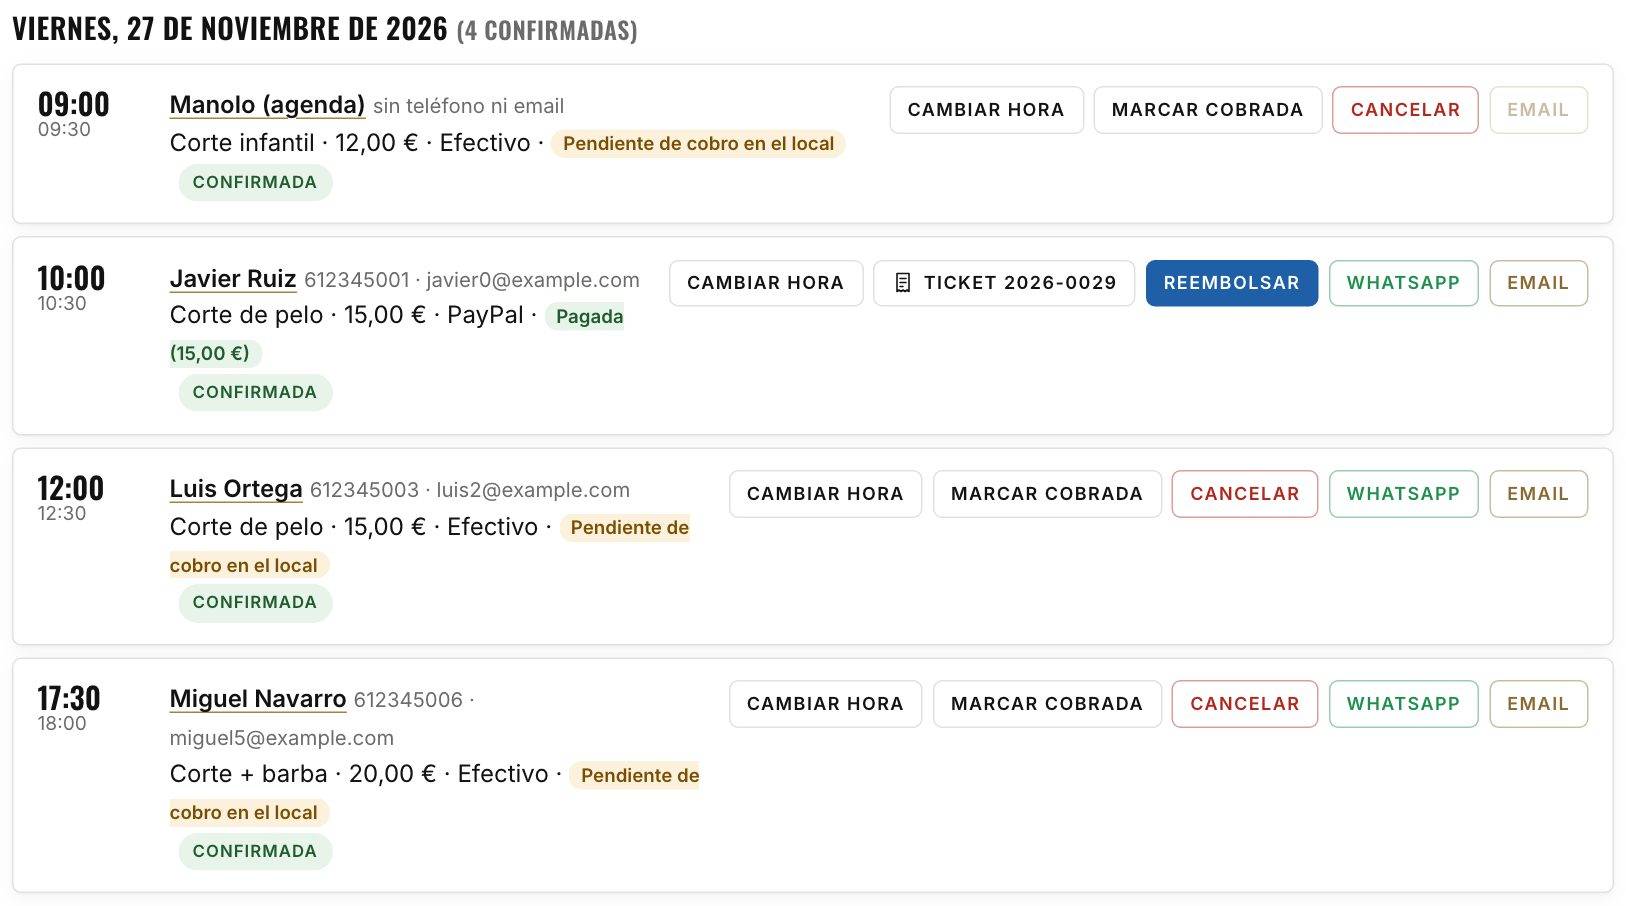 VIERNES, 27 DE NOVIEMBRE DE 2026 (4 CONFIRMADAS)
09:00
09:30
Manolo (agenda) sin teléfono ni email
Corte infantil · 12,00 € · Efectivo · Pendiente de cobro en el local
CONFIRMADA
CAMBIAR HORA MARCAR COBRADA CANCELAR EMAIL
10:00
10:30
Javier Ruiz 612345001 · javier0@example.com
Corte de pelo · 15,00 € · PayPal · Pagada
(15,00 €)
CONFIRMADA
CAMBIAR HORA TICKET 2026-0029 REEMBOLSAR WHATSAPP EMAIL
12:00
12:30
Luis Ortega 612345003 · luis2@example.com
Corte de pelo · 15,00 € · Efectivo · Pendiente de
cobro en el local
CONFIRMADA
CAMBIAR HORA MARCAR COBRADA CANCELAR WHATSAPP EMAIL
17:30
18:00
Miguel Navarro 612345006 ·
miguel5@example.com
Corte + barba · 20,00 € · Efectivo · Pendiente de
cobro en el local
CONFIRMADA
CAMBIAR HORA MARCAR COBRADA CANCELAR WHATSAPP EMAIL